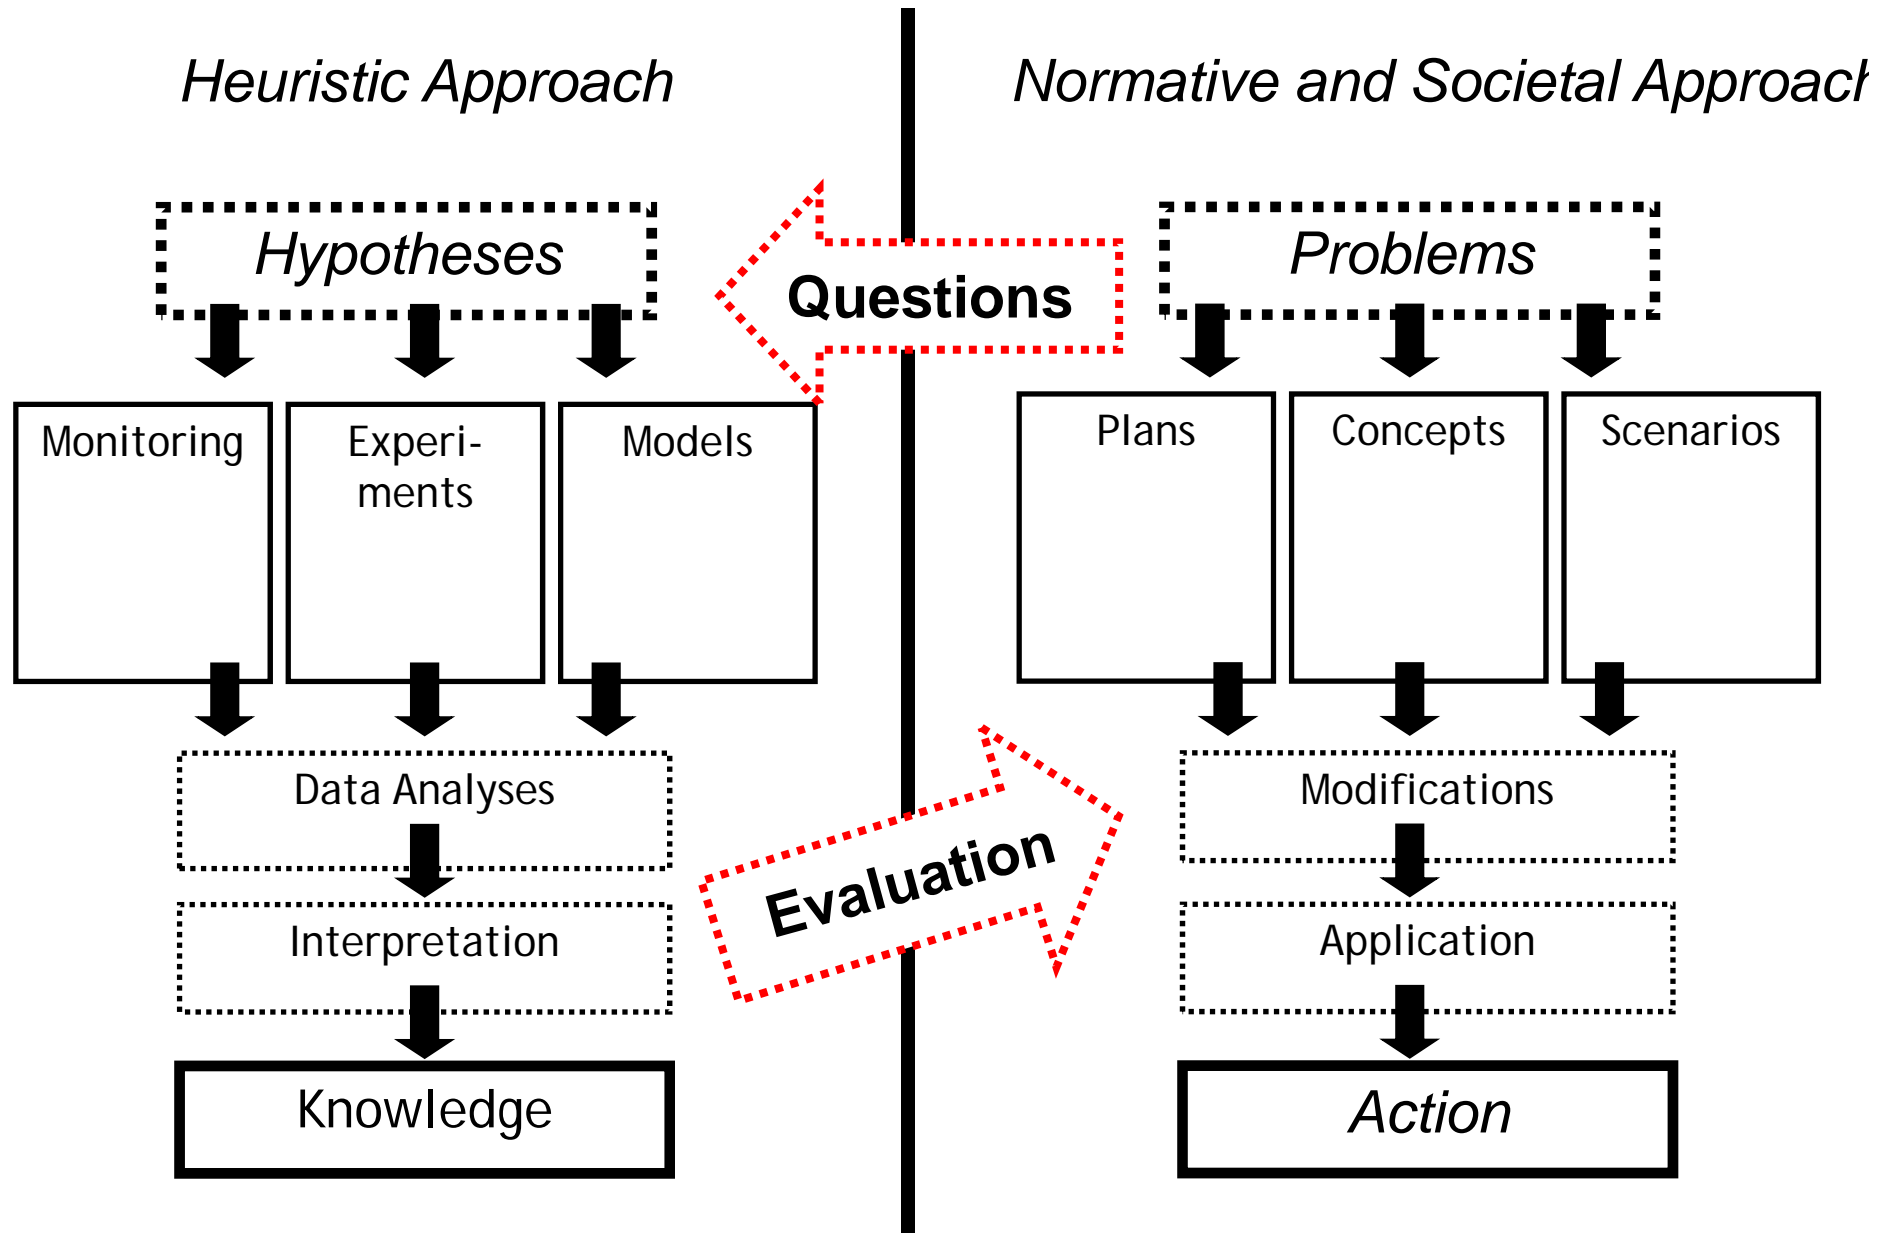 Heuristic Approach
Normative and Societal Approach
Hypotheses
Questions
Problems
Monitoring
Experi-
ments
Models
Plans
Concepts
Scenarios
Data Analyses
Interpretation
Knowledge
Evaluation
Modifications
Application
Action